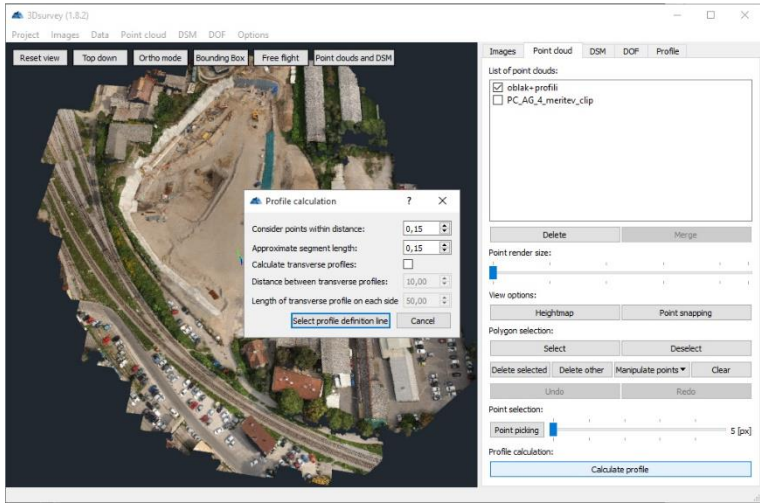 3Dsurvey (1.8.2)
Project Images Data Point cloud DSM DOF Options
Reset view Top down Ortho mode Bounding Box Free flight Point clouds and DSM
Images Point cloud DSM DOF Profile
List of point clouds:
oblak+profili
PC_AG_4_meritev_clip
Delete Merge
Point render size:
View options:
Heightmap Point snapping
Polygon selection:
Select Deselect
Delete selected Delete other Manipulate points Clear
Undo Redo
Point selection:
Point picking 5 [px]
Profile calculation:
Calculate profile
Profile calculation ?
Consider points within distance: 0,15
Approximate segment length: 0,15
Calculate transverse profiles:
Distance between transverse profiles: 10,00
Length of transverse profile on each side 50,00
Select profile definition line Cancel